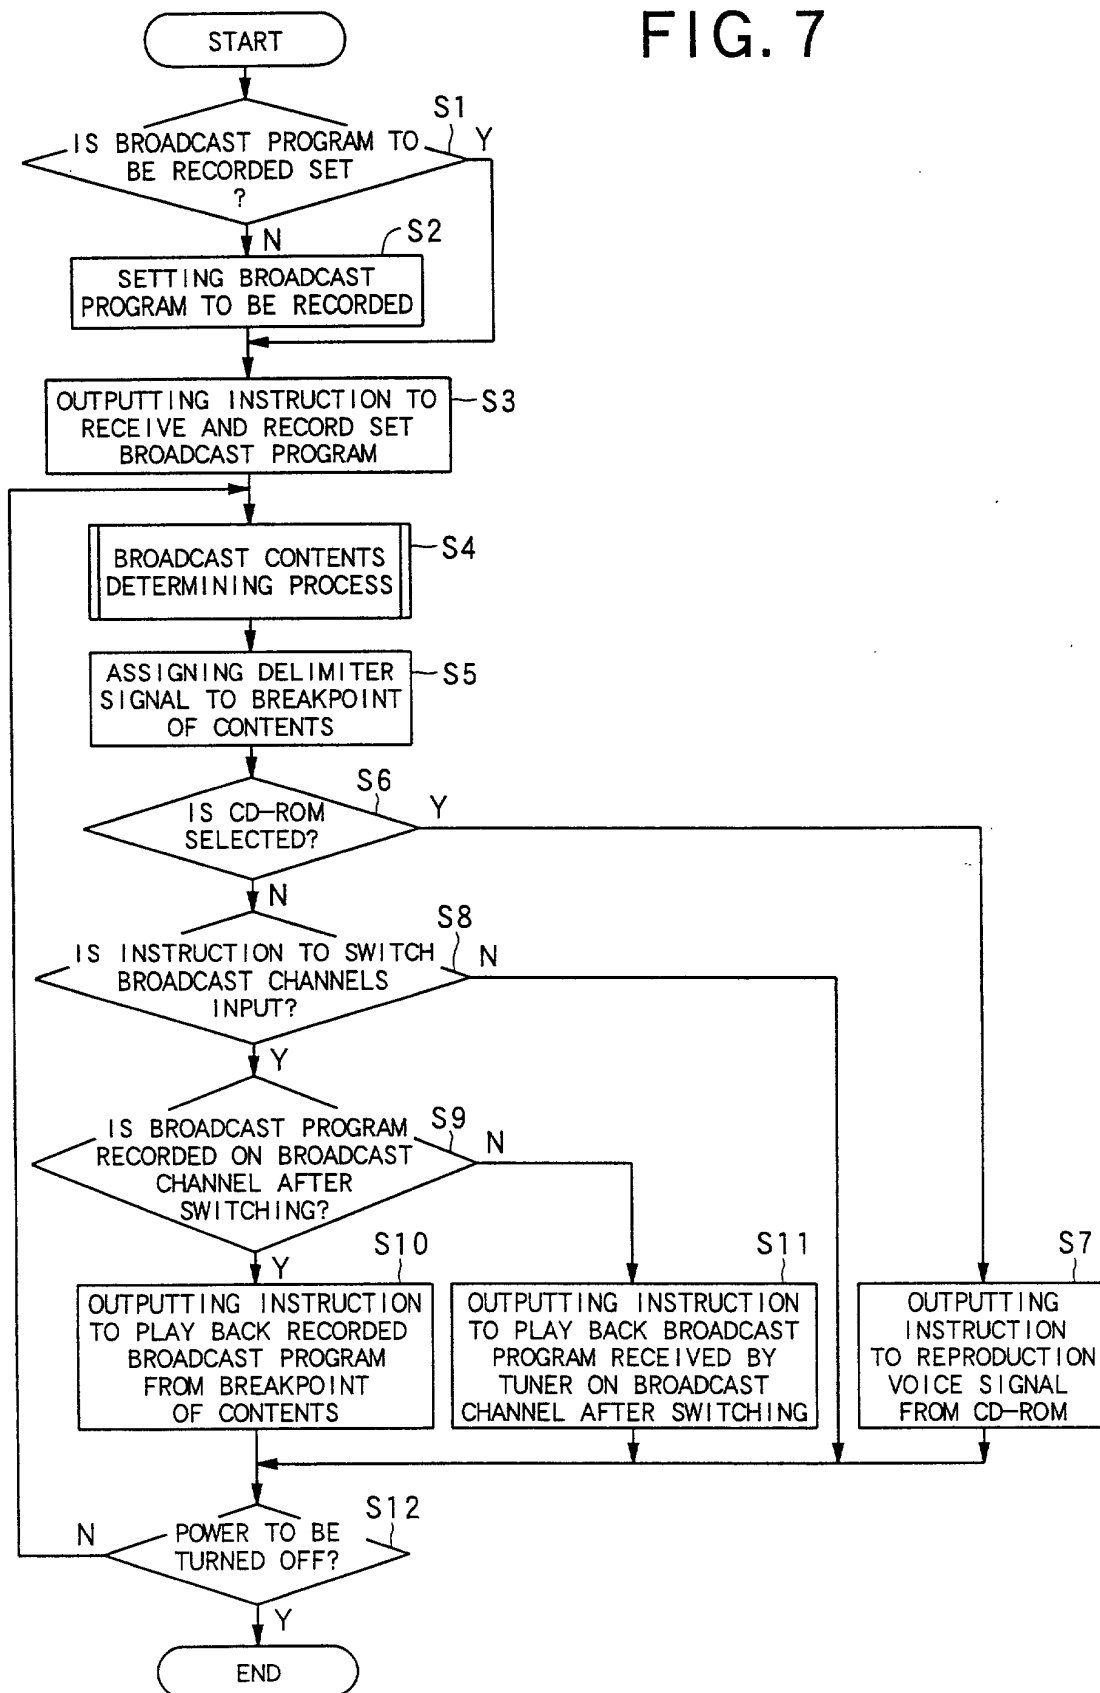 FIG. 7
START
S1
IS BROADCAST PROGRAM TO
BE RECORDED SET
?
Y
N
S2
SETTING BROADCAST
PROGRAM TO BE RECORDED
OUTPUTTING INSTRUCTION TO
RECEIVE AND RECORD SET
BROADCAST PROGRAM
S3
BROADCAST CONTENTS
DETERMINING PROCESS
S4
ASSIGNING DELIMITER
SIGNAL TO BREAKPOINT
OF CONTENTS
S5
S6
IS CD-ROM
SELECTED?
Y
N
S8
IS INSTRUCTION TO SWITCH
BROADCAST CHANNELS
INPUT?
N
Y
S9
IS BROADCAST PROGRAM
RECORDED ON BROADCAST
CHANNEL AFTER
SWITCHING?
N
Y
S10
OUTPUTTING INSTRUCTION
TO PLAY BACK RECORDED
BROADCAST PROGRAM
FROM BREAKPOINT
OF CONTENTS
S11
OUTPUTTING INSTRUCTION
TO PLAY BACK BROADCAST
PROGRAM RECEIVED BY
TUNER ON BROADCAST
CHANNEL AFTER SWITCHING
S7
OUTPUTTING
INSTRUCTION
TO REPRODUCTION
VOICE SIGNAL
FROM CD-ROM
S12
POWER TO BE
TURNED OFF?
N
Y
END